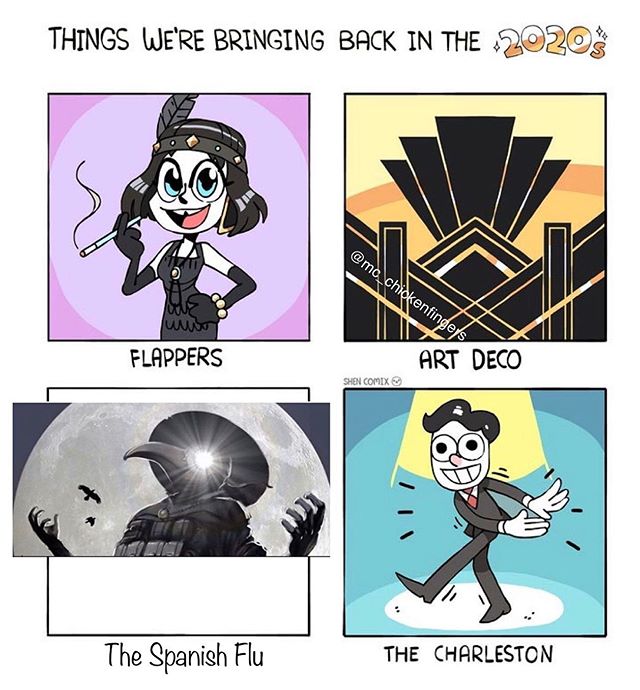 THINGS WE'RE BRINGING BACK IN THE 2020s
@mc_chickenfingers
FLAPPERS
ART DECO
SHEN COMIX
The Spanish Flu
THE CHARLESTON